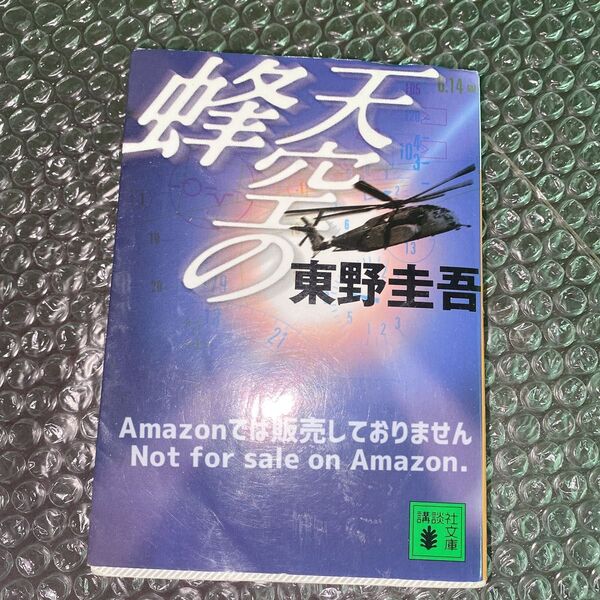 天空の
蜂
東野圭吾
Amazonでは販売しておりません
Not for sale on Amazon.
講談社
文庫